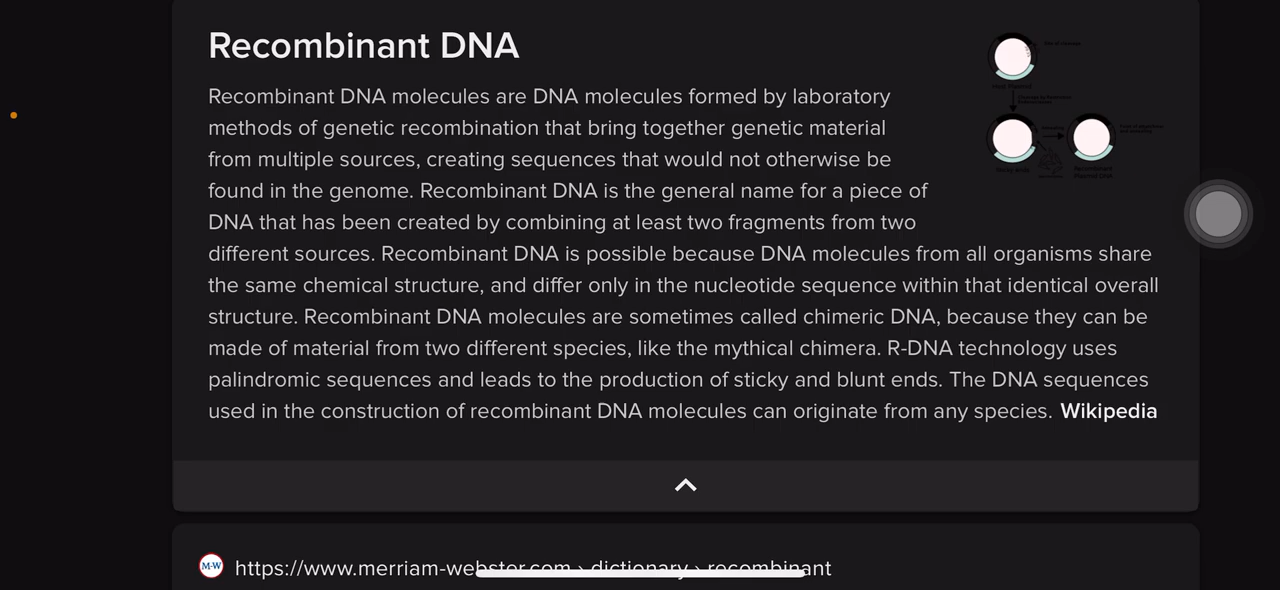 Recombinant DNA
Recombinant DNA molecules are DNA molecules formed by laboratory
methods of genetic recombination that bring together genetic material
from multiple sources, creating sequences that would not otherwise be
found in the genome. Recombinant DNA is the general name for a piece of
DNA that has been created by combining at least two fragments from two
different sources. Recombinant DNA is possible because DNA molecules from all organisms share
the same chemical structure, and differ only in the nucleotide sequence within that identical overall
structure. Recombinant DNA molecules are sometimes called chimeric DNA, because they can be
made of material from two different species, like the mythical chimera. R-DNA technology uses
palindromic sequences and leads to the production of sticky and blunt ends. The DNA sequences
used in the construction of recombinant DNA molecules can originate from any species. Wikipedia
Sticky ends
Recombinant
Plasmid DNA
M-W
https://www.merriam-webster.com › dictionary › recombinant